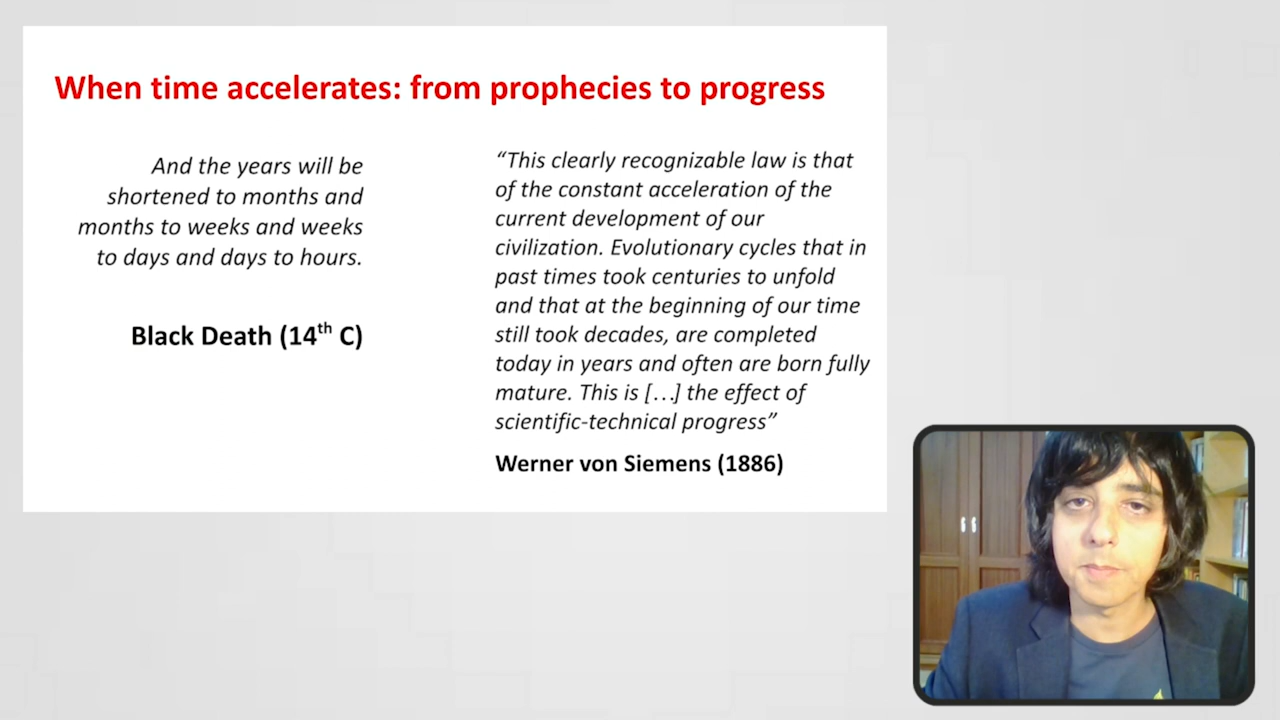 When time accelerates: from prophecies to progress
And the years will be
shortened to months and
months to weeks and weeks
to days and days to hours.
Black Death (14th C)
“This clearly recognizable law is that
of the constant acceleration of the
current development of our
civilization. Evolutionary cycles that in
past times took centuries to unfold
and that at the beginning of our time
still took decades, are completed
today in years and often are born fully
mature. This is […] the effect of
scientific-technical progress”
Werner von Siemens (1886)